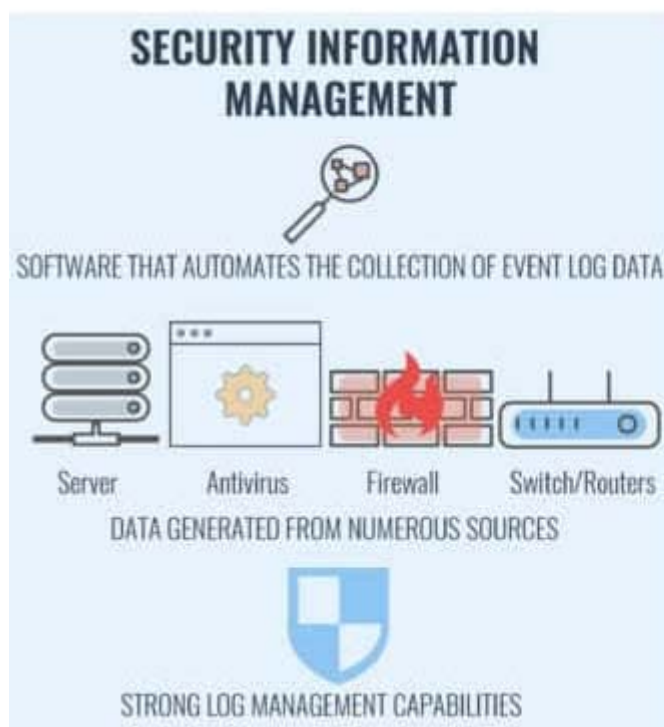 SECURITY INFORMATION
MANAGEMENT
SOFTWARE THAT AUTOMATES THE COLLECTION OF EVENT LOG DATA
Server Antivirus Firewall Switch/Routers
DATA GENERATED FROM NUMEROUS SOURCES
STRONG LOG MANAGEMENT CAPABILITIES